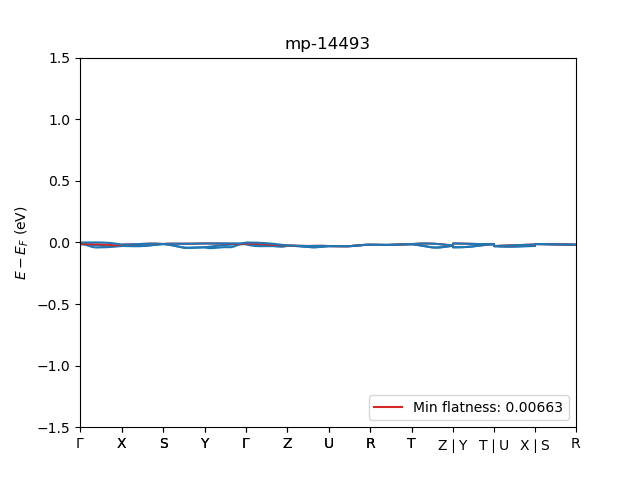 mp-14493
E − E_F (eV)
1.5
1.0
0.5
0.0
−0.5
−1.0
−1.5
Min flatness: 0.00663
Γ X S Y Γ Z U R T Z | Y T | U X | S R